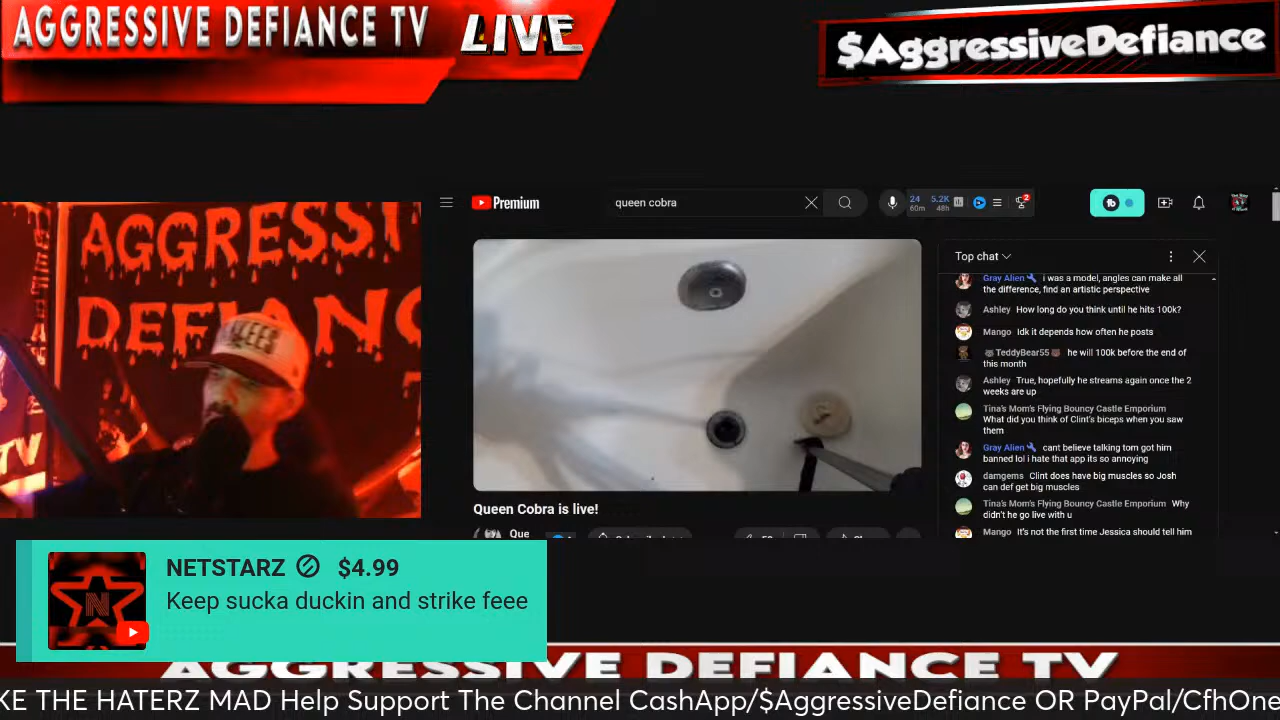 AGGRESSIVE DEFIANCE TV LIVE
$AggressiveDefiance
AGGRESSI
DEFIANC
TV
Premium
queen cobra
24 60m
5.2K 48h
2
Top chat
Gray Alien i was a model, angles can make all
the difference, find an artistic perspective
Ashley How long do you think until he hits 100k?
Mango Idk it depends how often he posts
TeddyBear55 he will 100k before the end of
this month
Ashley True, hopefully he streams again once the 2
weeks are up
Tina's Mom's Flying Bouncy Castle Emporium
What did you think of Clint's biceps when you saw
them
Gray Alien cant believe talking tom got him
banned lol i hate that app its so annoying
damgems Clint does have big muscles so Josh
can def get big muscles
Tina's Mom's Flying Bouncy Castle Emporium Why
didn't he go live with u
Mango It's not the first time Jessica should tell him
Queen Cobra is live!
Que
NETSTARZ $4.99
Keep sucka duckin and strike feee
N
AGGRESSIVE DEFIANCE TV
KE THE HATERZ MAD Help Support The Channel CashApp/$AggressiveDefiance OR PayPal/CfhOne